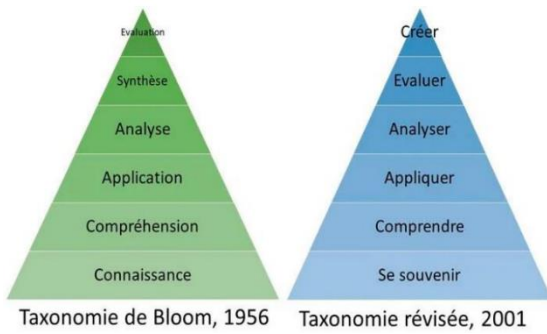 Evaluation
Synthèse
Analyse
Application
Compréhension
Connaissance
Taxonomie de Bloom, 1956
Créer
Evaluer
Analyser
Appliquer
Comprendre
Se souvenir
Taxonomie révisée, 2001